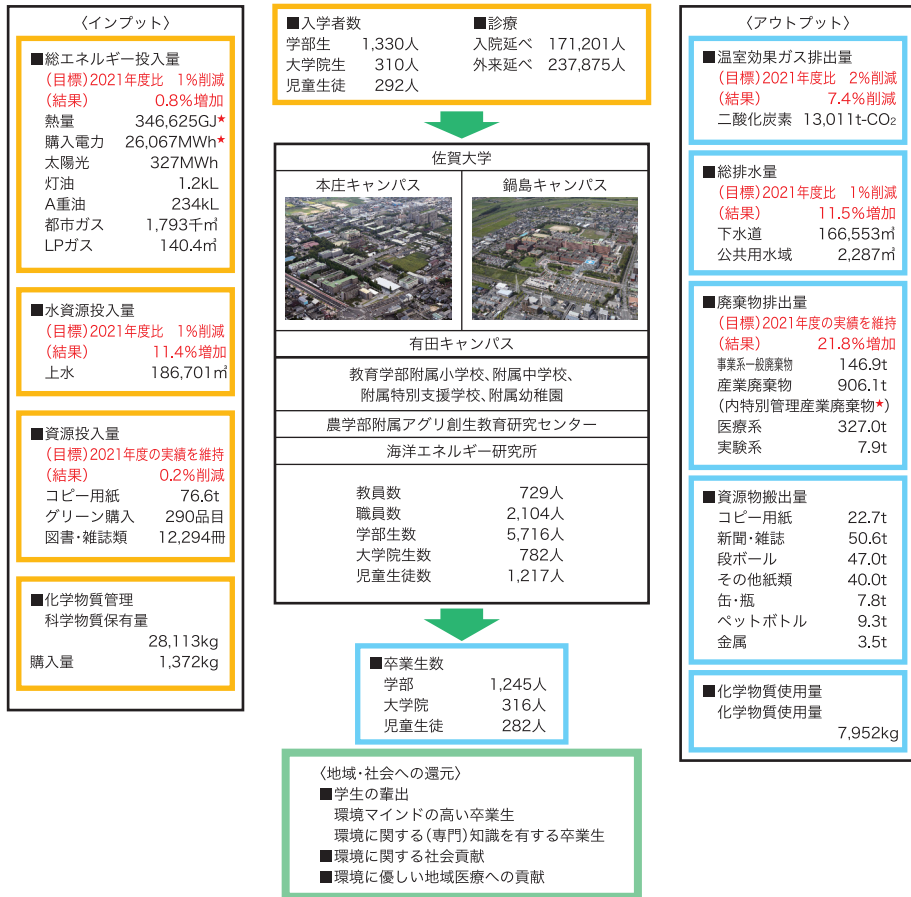 〈インプット〉
■総エネルギー投入量
(目標)2021年度比 1%削減
(結果) 0.8%増加
熱量 346,625GJ★
購入電力 26,067MWh★
太陽光 327MWh
灯油 1.2kL
A重油 234kL
都市ガス 1,793千㎥
LPガス 140.4㎥
■水資源投入量
(目標)2021年度比 1%削減
(結果) 11.4%増加
上水 186,701㎥
■資源投入量
(目標)2021年度の実績を維持
(結果) 0.2%削減
コピー用紙 76.6t
グリーン購入 290品目
図書・雑誌類 12,294冊
■化学物質管理
科学物質保有量
28,113kg
購入量 1,372kg
■入学者数
学部生 1,330人
大学院生 310人
児童生徒 292人
■診療
入院延べ 171,201人
外来延べ 237,875人
佐賀大学
本庄キャンパス
鍋島キャンパス
有田キャンパス
教育学部附属小学校、附属中学校、
附属特別支援学校、附属幼稚園
農学部附属アグリ創生教育研究センター
海洋エネルギー研究所
教員数 729人
職員数 2,104人
学部生数 5,716人
大学院生数 782人
児童生徒数 1,217人
■卒業生数
学部 1,245人
大学院 316人
児童生徒 282人
〈地域・社会への還元〉
■学生の輩出
環境マインドの高い卒業生
環境に関する(専門)知識を有する卒業生
■環境に関する社会貢献
■環境に優しい地域医療への貢献
〈アウトプット〉
■温室効果ガス排出量
(目標)2021年度比 2%削減
(結果) 7.4%削減
二酸化炭素 13,011t-CO₂
■総排水量
(目標)2021年度比 1%削減
(結果) 11.5%増加
下水道 166,553㎥
公共用水域 2,287㎥
■廃棄物排出量
(目標)2021年度の実績を維持
(結果) 21.8%増加
事業系一般廃棄物 146.9t
産業廃棄物 906.1t
(内特別管理産業廃棄物★)
医療系 327.0t
実験系 7.9t
■資源物搬出量
コピー用紙 22.7t
新聞・雑誌 50.6t
段ボール 47.0t
その他紙類 40.0t
缶・瓶 7.8t
ペットボトル 9.3t
金属 3.5t
■化学物質使用量
化学物質使用量
7,952kg